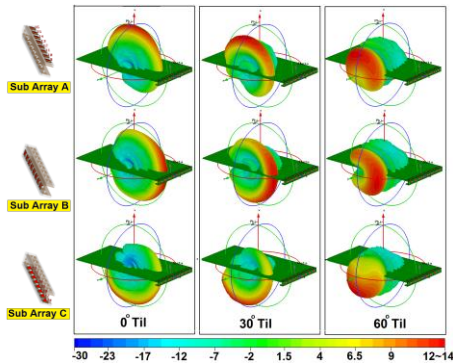 Sub Array A
Sub Array B
Sub Array C
0° Til
30° Til
60° Til
-30 -23 -17 -12 -7 -2 1.5 4 6.5 9 12~14